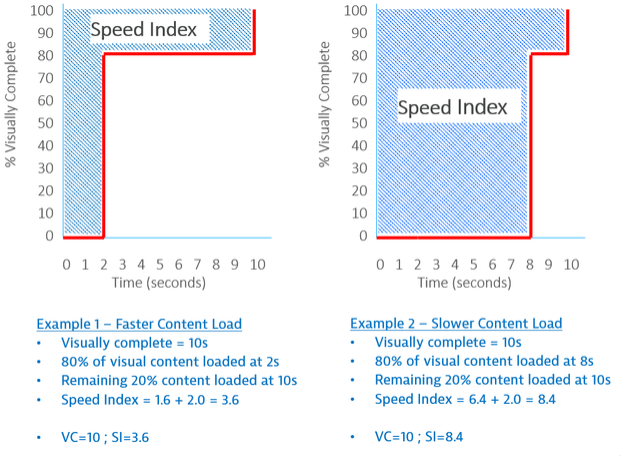 % Visually Complete
100
90
80
70
60
50
40
30
20
10
0
Speed Index
0 1 2 3 4 5 6 7 8 9 10
Time (seconds)
% Visually Complete
100
90
80
70
60
50
40
30
20
10
0
Speed Index
0 1 2 3 4 5 6 7 8 9 10
Time (seconds)
Example 1 – Faster Content Load
• Visually complete = 10s
• 80% of visual content loaded at 2s
• Remaining 20% content loaded at 10s
• Speed Index = 1.6 + 2.0 = 3.6
• VC=10 ; SI=3.6
Example 2 – Slower Content Load
• Visually complete = 10s
• 80% of visual content loaded at 8s
• Remaining 20% content loaded at 10s
• Speed Index = 6.4 + 2.0 = 8.4
• VC=10 ; SI=8.4